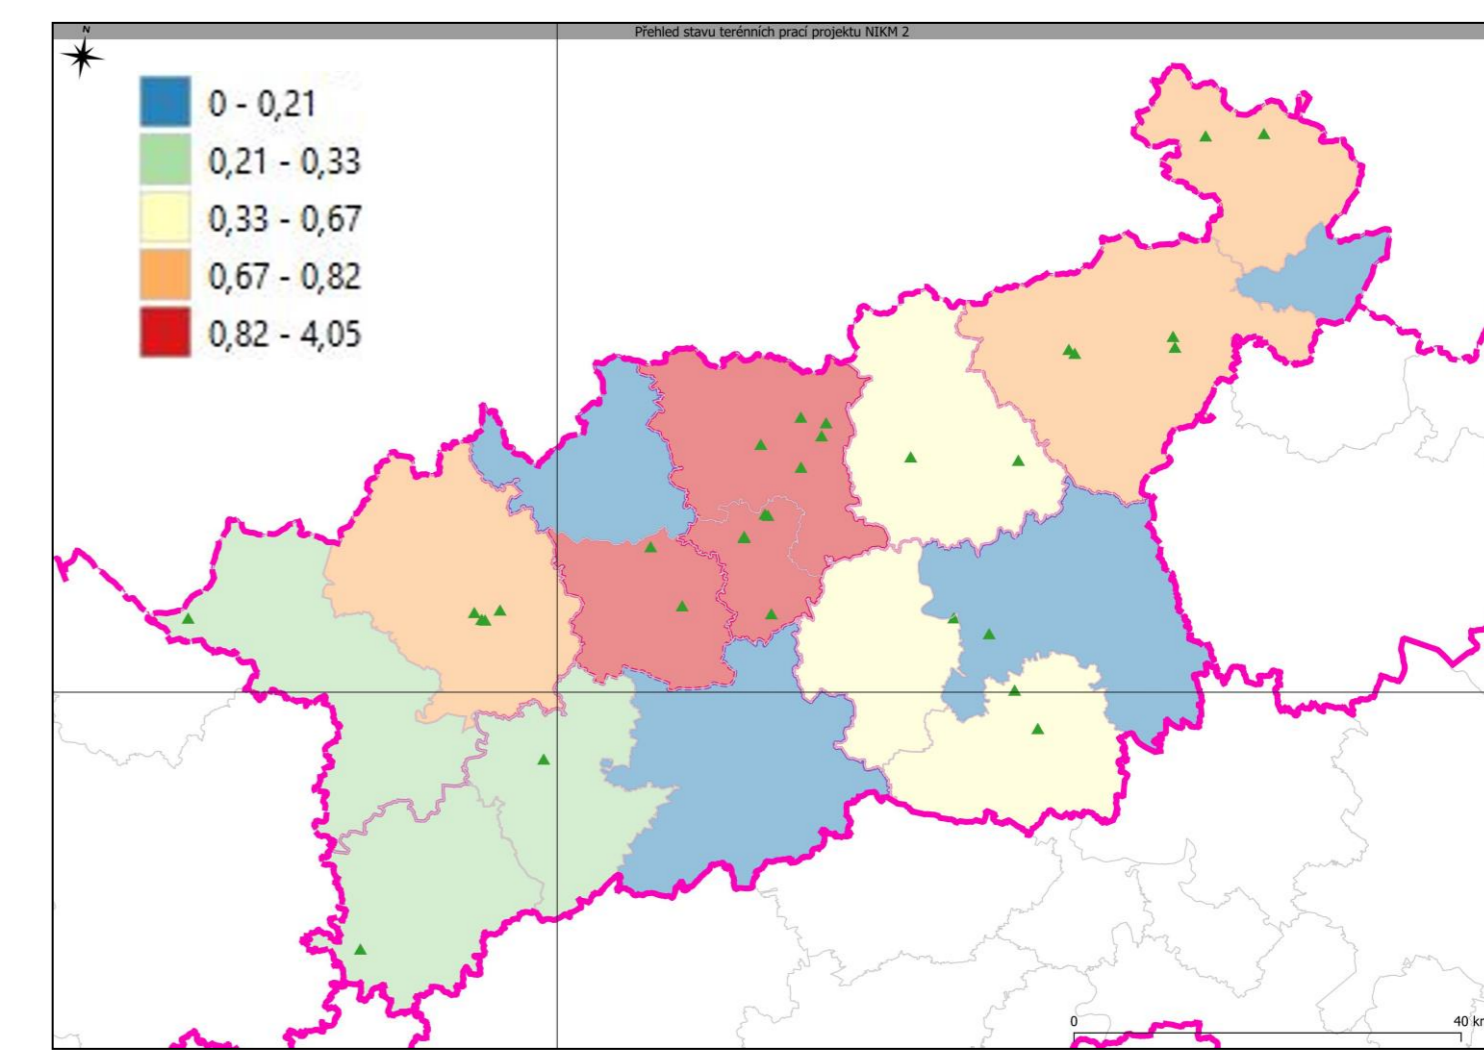 N
Přehled stavu terénních prací projektu NIKM 2
0 - 0,21
0,21 - 0,33
0,33 - 0,67
0,67 - 0,82
0,82 - 4,05
0
40 km